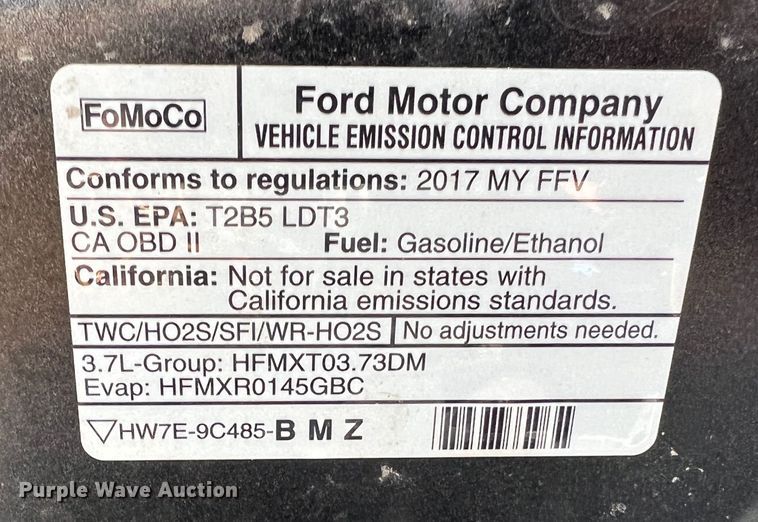 FoMoCo
Ford Motor Company
VEHICLE EMISSION CONTROL INFORMATION
Conforms to regulations: 2017 MY FFV
U.S. EPA: T2B5 LDT3
CA OBD II Fuel: Gasoline/Ethanol
California: Not for sale in states with
California emissions standards.
TWC/HO2S/SFI/WR-HO2S No adjustments needed.
3.7L-Group: HFMXT03.73DM
Evap: HFMXR0145GBC
HW7E-9C485-B M Z
Purple Wave Auction